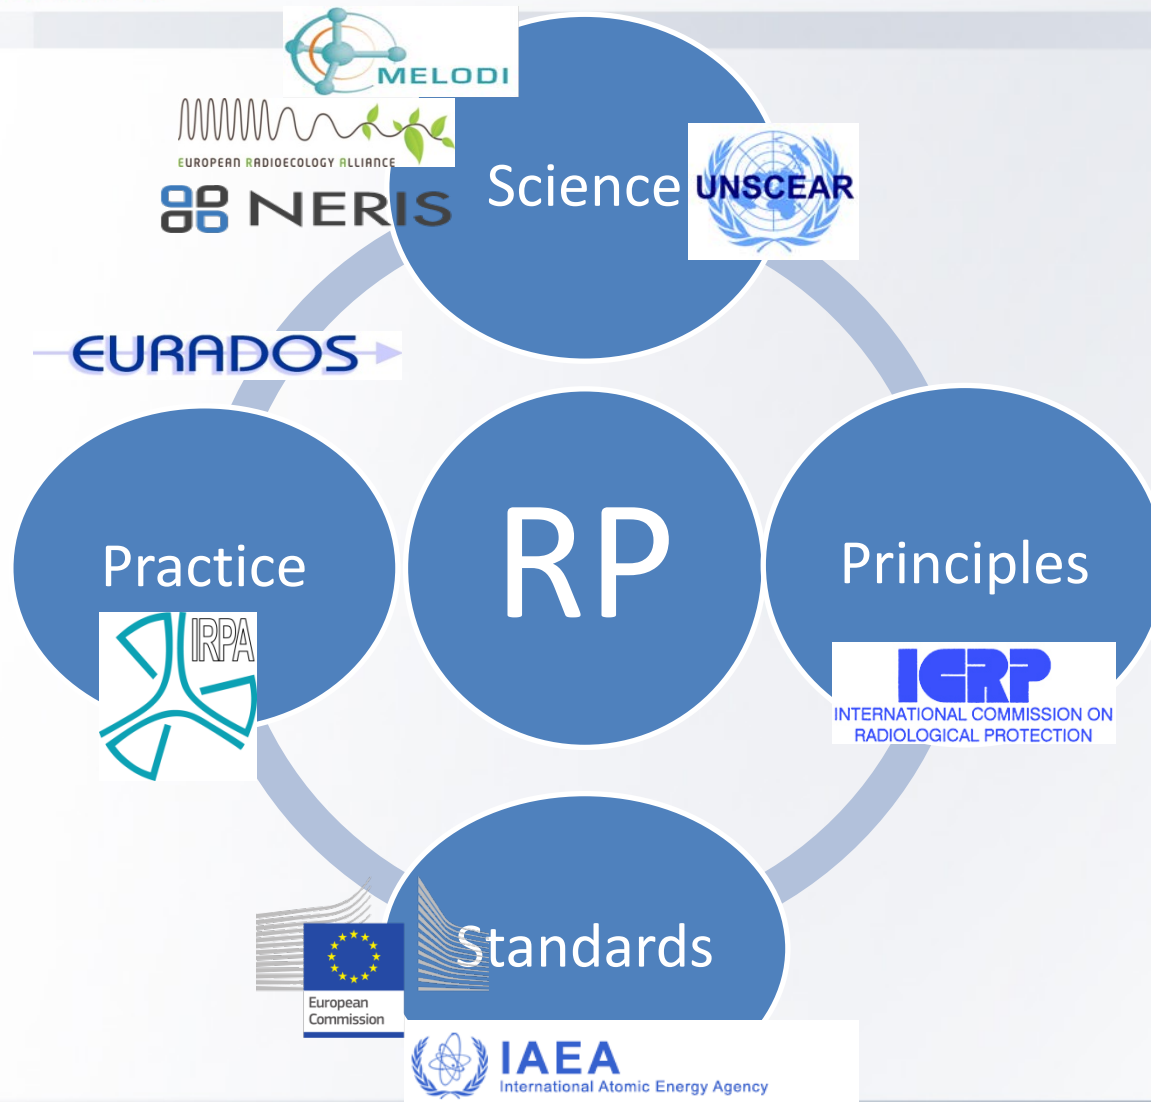 MELODI
EUROPEAN RADIOECOLOGY ALLIANCE
Science
UNSCEAR
NERIS
EURADOS
RP
Practice
Principles
IRPA
ICRP
INTERNATIONAL COMMISSION ON
RADIOLOGICAL PROTECTION
Standards
European
Commission
IAEA
International Atomic Energy Agency